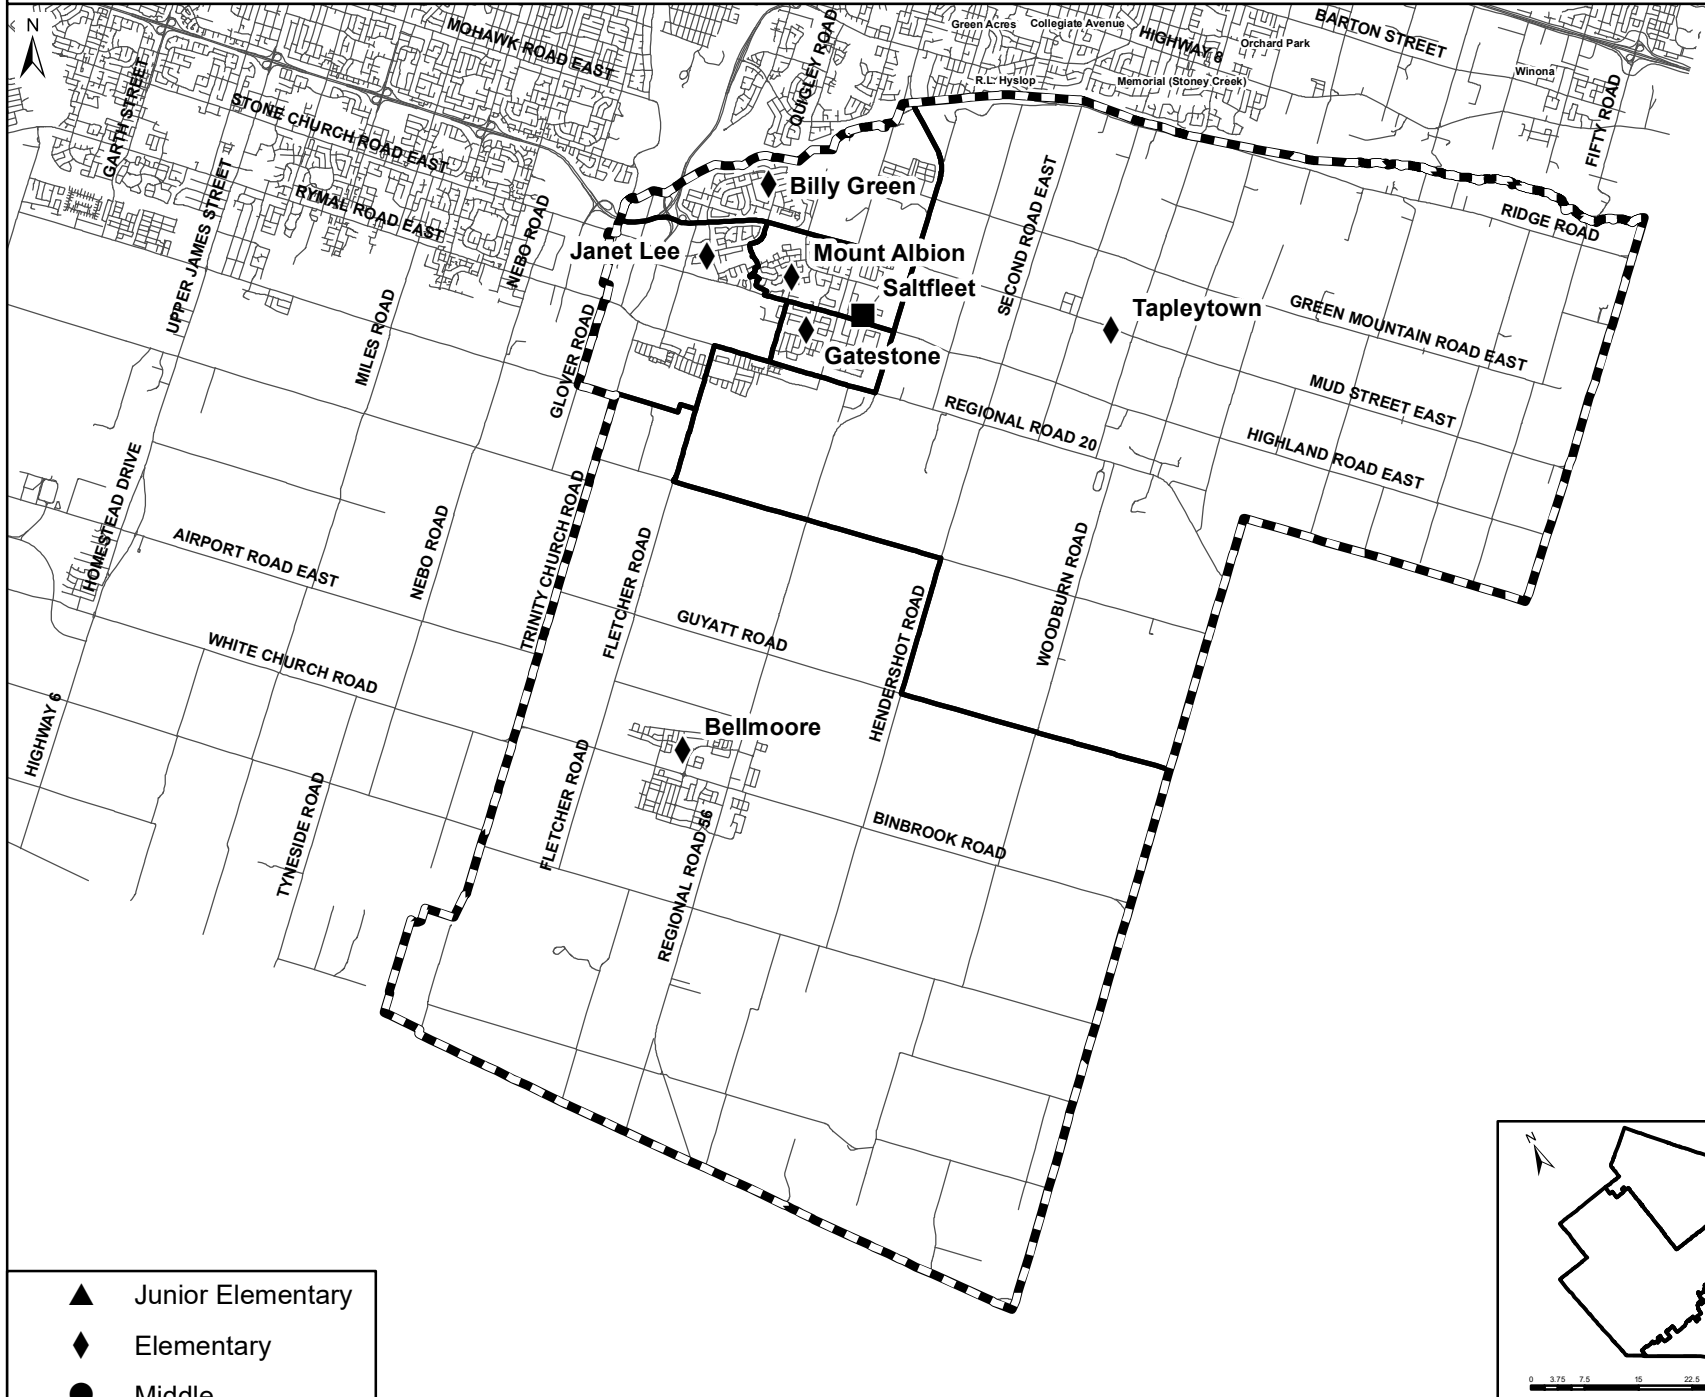 N
MOHAWK ROAD EAST
QUIGLEY ROAD
Green Acres
Collegiate Avenue
HIGHWAY 8
Orchard Park
BARTON STREET
Winona
R.L. Hyslop
Memorial (Stoney Creek)
FIFTY ROAD
GARTH STREET
STONE CHURCH ROAD EAST
RYMAL ROAD EAST
UPPER JAMES STREET
NEBO ROAD
Billy Green
Janet Lee
Mount Albion
Saltfleet
Gatestone
SECOND ROAD EAST
RIDGE ROAD
Tapleytown
GREEN MOUNTAIN ROAD EAST
MILES ROAD
GLOVER ROAD
MUD STREET EAST
REGIONAL ROAD 20
HIGHLAND ROAD EAST
HOMESTEAD DRIVE
AIRPORT ROAD EAST
NEBO ROAD
TRINITY CHURCH ROAD
FLETCHER ROAD
GUYATT ROAD
HENDERSHOT ROAD
WOODBURN ROAD
WHITE CHURCH ROAD
HIGHWAY 6
Bellmoore
TYNESIDE ROAD
FLETCHER ROAD
REGIONAL ROAD 56
BINBROOK ROAD
N
Junior Elementary
Elementary
Middle
0 3.75 7.5 15 22.5